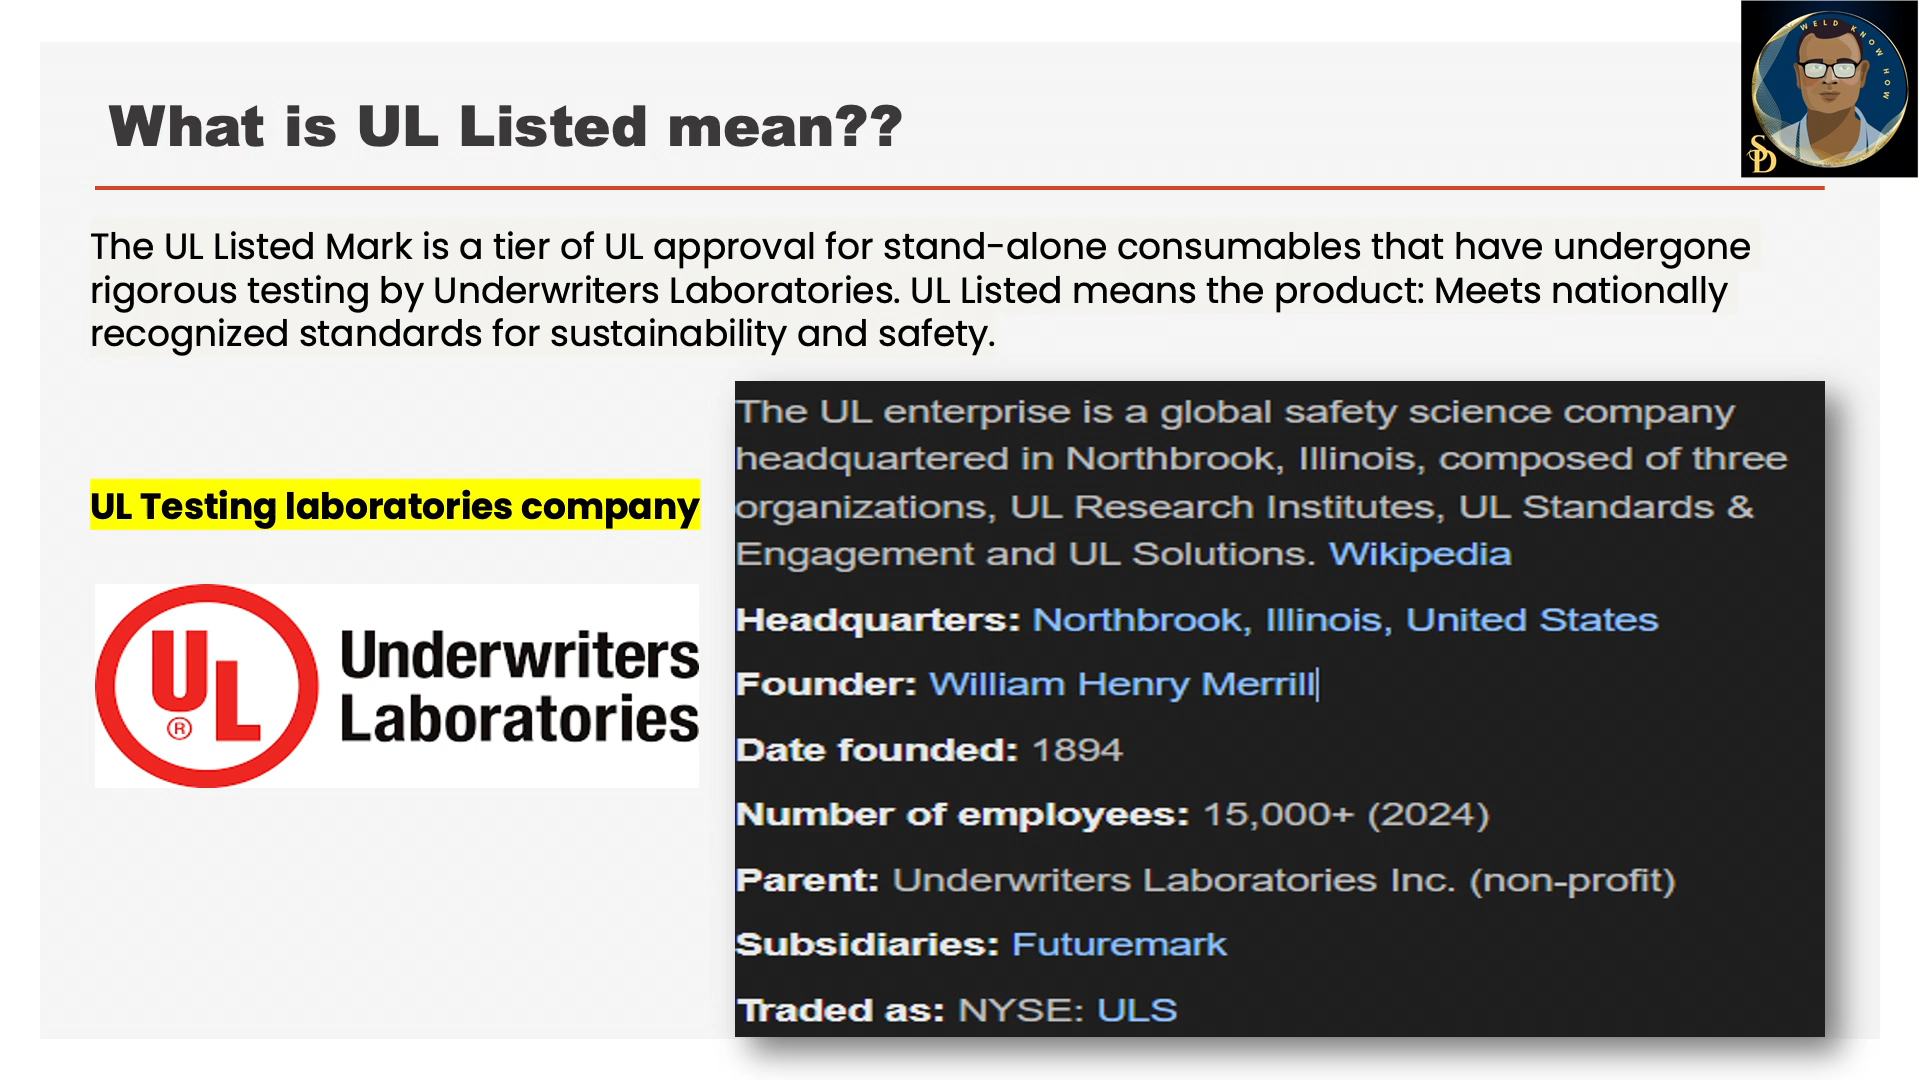 WELD KNOW HOW
SD
What is UL Listed mean??
The UL Listed Mark is a tier of UL approval for stand-alone consumables that have undergone
rigorous testing by Underwriters Laboratories. UL Listed means the product: Meets nationally
recognized standards for sustainability and safety.
UL Testing laboratories company
UL
®
Underwriters
Laboratories
The UL enterprise is a global safety science company
headquartered in Northbrook, Illinois, composed of three
organizations, UL Research Institutes, UL Standards &
Engagement and UL Solutions. Wikipedia
Headquarters: Northbrook, Illinois, United States
Founder: William Henry Merrill
Date founded: 1894
Number of employees: 15,000+ (2024)
Parent: Underwriters Laboratories Inc. (non-profit)
Subsidiaries: Futuremark
Traded as: NYSE: ULS